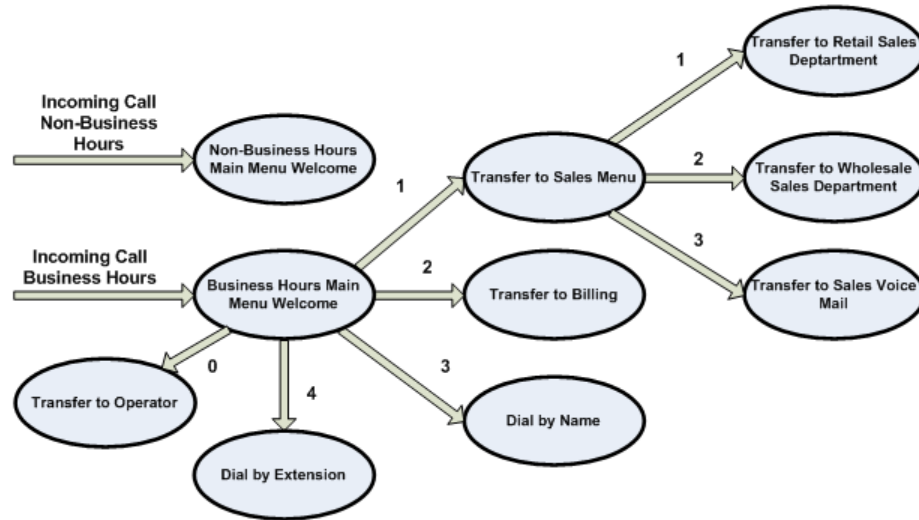 Transfer to Retail Sales
Deptartment
1
Incoming Call
Non-Business
Hours
Non-Business Hours
Main Menu Welcome
Transfer to Sales Menu
2
Transfer to Wholesale
Sales Department
1
3
Incoming Call
Business Hours
Business Hours Main
Menu Welcome
2
Transfer to Billing
Transfer to Sales Voice
Mail
0
3
4
Transfer to Operator
Dial by Name
Dial by Extension